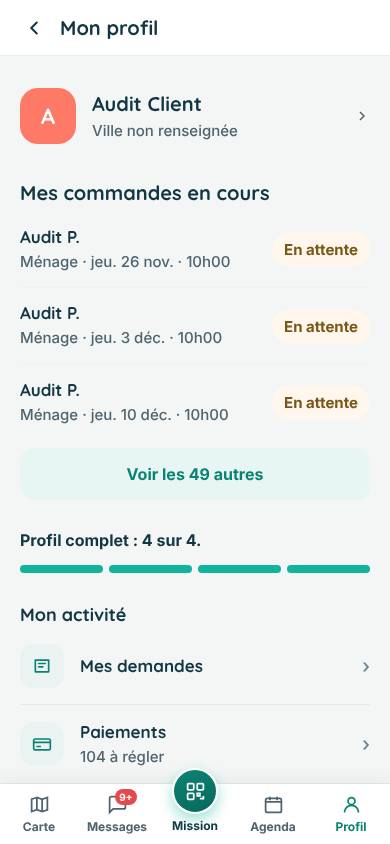 Mon profil
A
Audit Client
Ville non renseignée
Mes commandes en cours
Audit P.
Ménage · jeu. 26 nov. · 10h00
En attente
Audit P.
Ménage · jeu. 3 déc. · 10h00
En attente
Audit P.
Ménage · jeu. 10 déc. · 10h00
En attente
Voir les 49 autres
Profil complet : 4 sur 4.
Mon activité
Mes demandes
Paiements
104 à régler
9+
Carte
Messages
Mission
Agenda
Profil